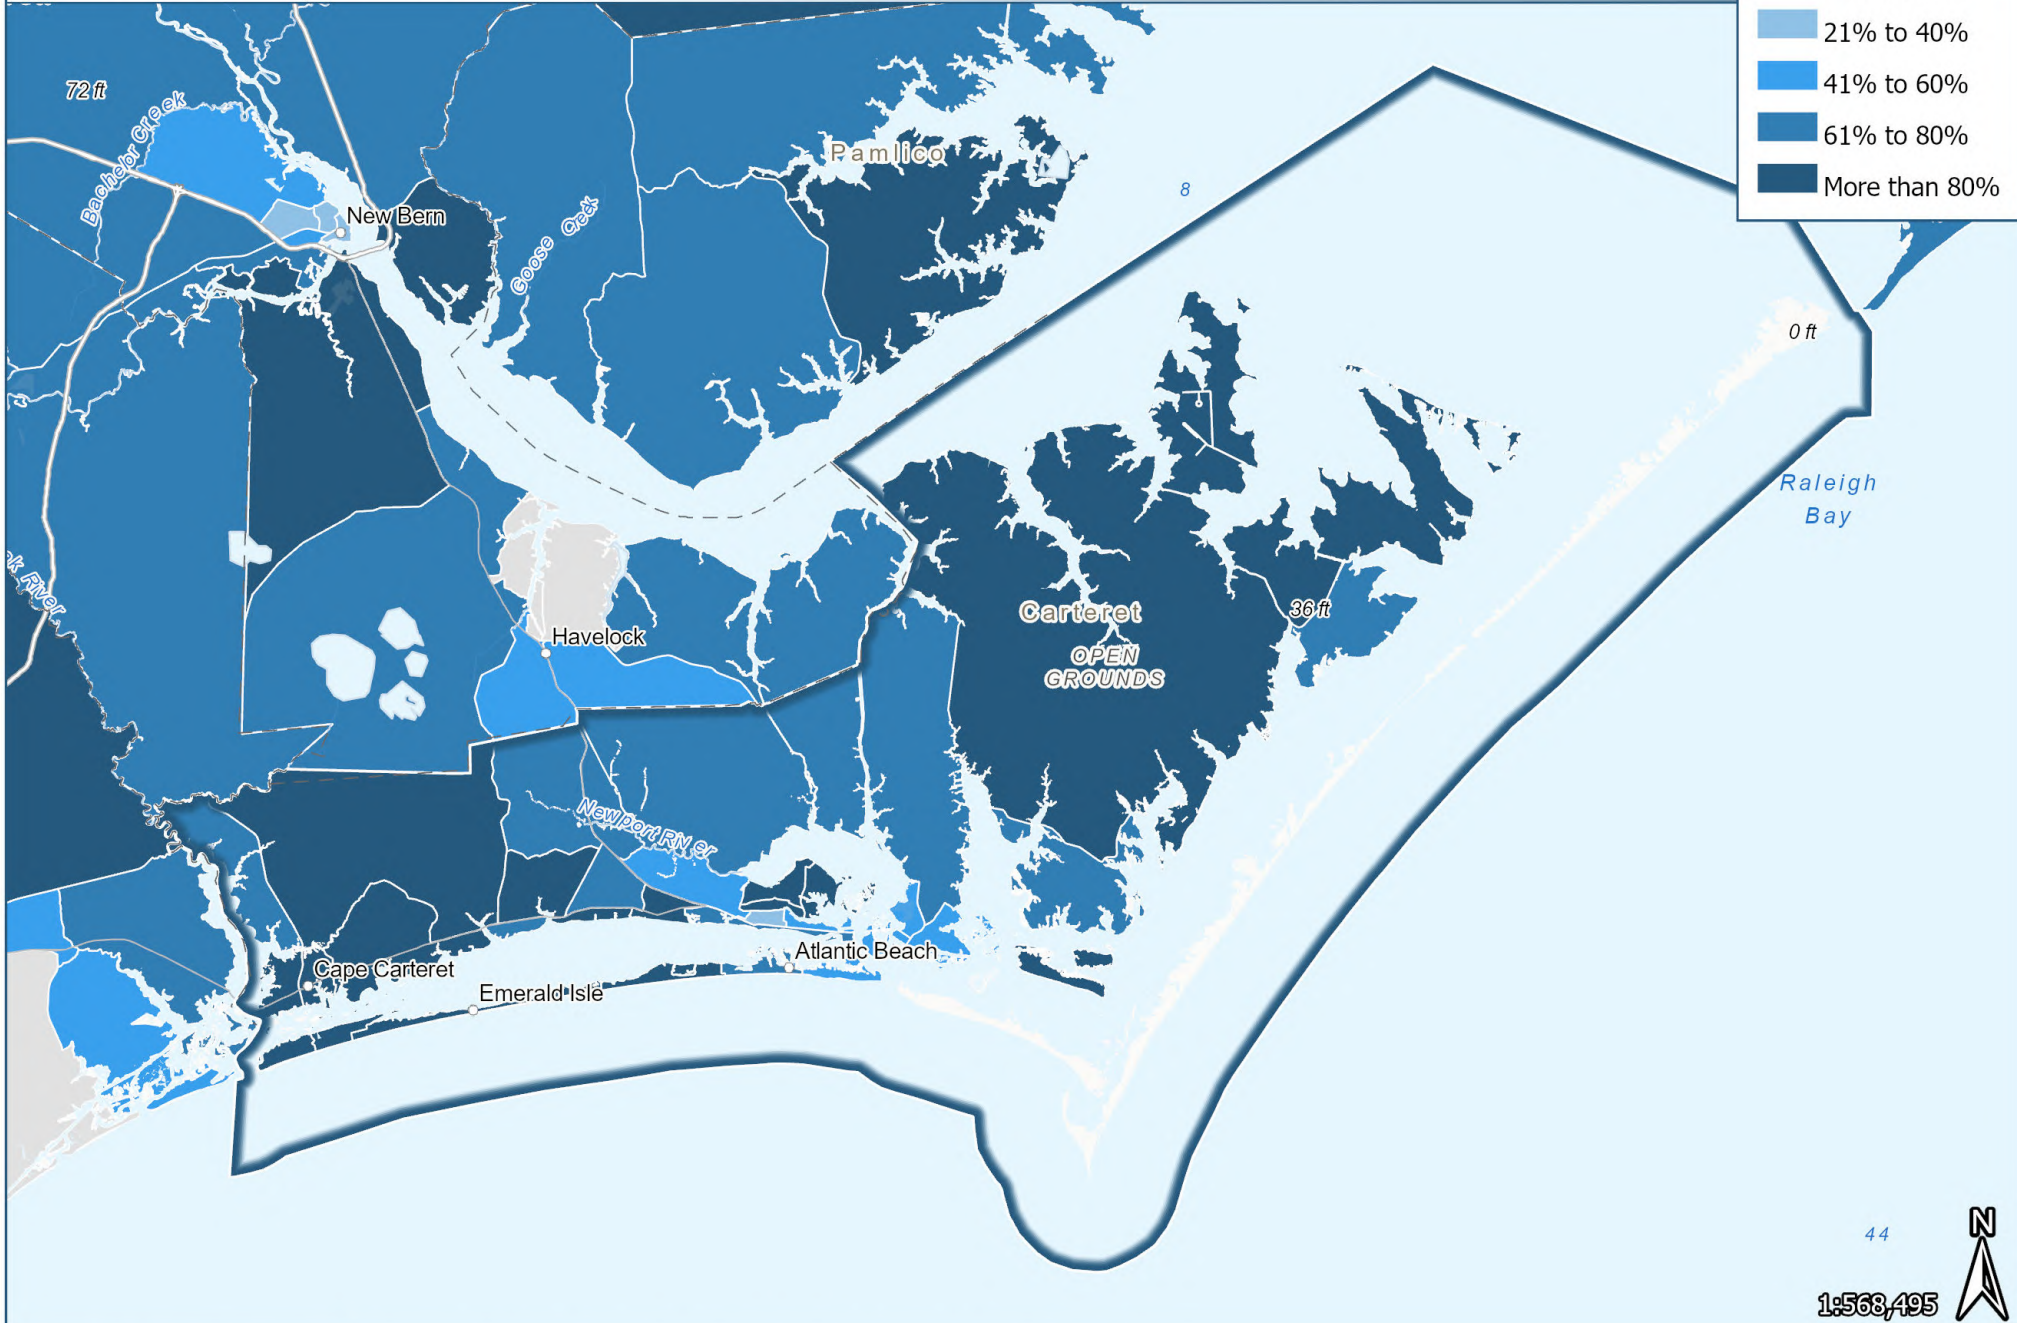 21% to 40%
41% to 60%
61% to 80%
More than 80%
72 ft
Bachelor Creek
Pamlico
8
New Bern
Goose Creek
0 ft
Raleigh
Bay
36 ft
Carteret
OPEN
GROUNDS
Havelock
River
Newport River
Atlantic Beach
Cape Carteret
Emerald Isle
44
N
1:568,495